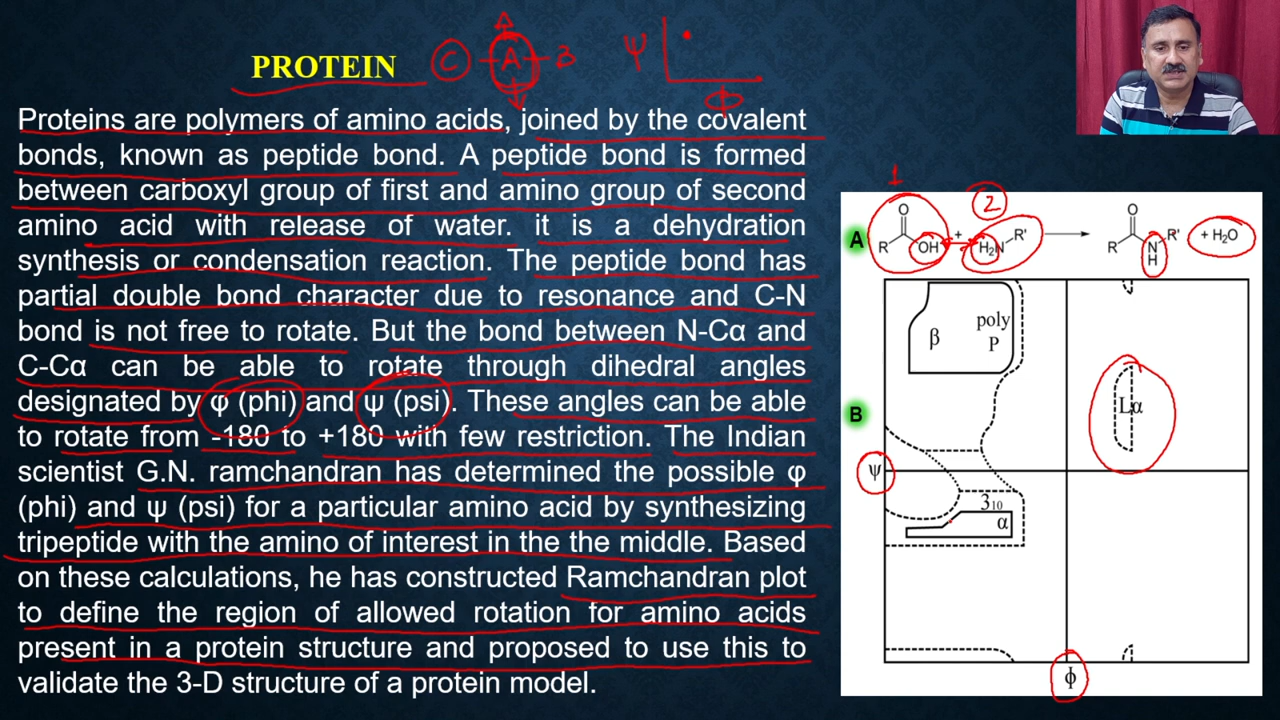 PROTEIN
C A B
ψ
Φ
Proteins are polymers of amino acids, joined by the covalent
bonds, known as peptide bond. A peptide bond is formed
between carboxyl group of first and amino group of second
amino acid with release of water. it is a dehydration
synthesis or condensation reaction. The peptide bond has
partial double bond character due to resonance and C-N
bond is not free to rotate. But the bond between N-Cα and
C-Cα can be able to rotate through dihedral angles
designated by φ (phi) and ψ (psi). These angles can be able
to rotate from -180 to +180 with few restriction. The Indian
scientist G.N. ramchandran has determined the possible φ
(phi) and ψ (psi) for a particular amino acid by synthesizing
tripeptide with the amino of interest in the the middle. Based
on these calculations, he has constructed Ramchandran plot
to define the region of allowed rotation for amino acids
present in a protein structure and proposed to use this to
validate the 3-D structure of a protein model.
1
2
A
O
R OH + H2N R'
O
R N R' + H2O
H
B
β
poly
P
Lα
ψ
310
α
ϕ